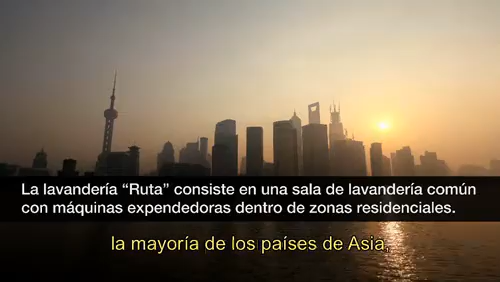 La lavandería “Ruta” consiste en una sala de lavandería común
con máquinas expendedoras dentro de zonas residenciales.
la mayoría de los países de Asia,